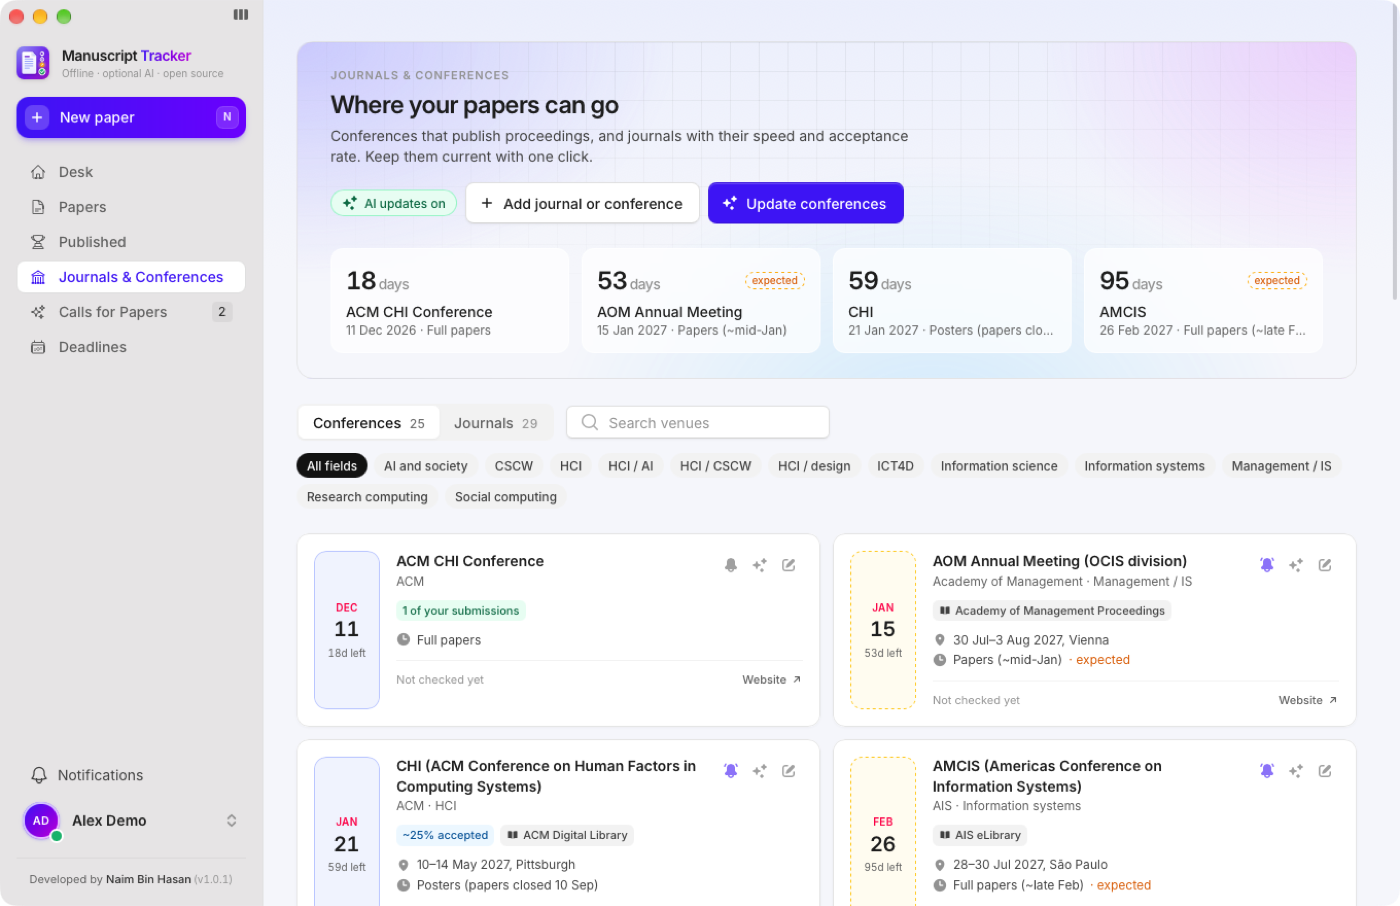 Manuscript Tracker
Offline · optional AI · open source
New paper
N
Desk
Papers
Published
Journals & Conferences
Calls for Papers 2
Deadlines
Notifications
AD
Alex Demo
Developed by Naim Bin Hasan (v1.0.1)
JOURNALS & CONFERENCES
Where your papers can go
Conferences that publish proceedings, and journals with their speed and acceptance
rate. Keep them current with one click.
AI updates on
Add journal or conference
Update conferences
18 days
ACM CHI Conference
11 Dec 2026 · Full papers
53 days
expected
AOM Annual Meeting
15 Jan 2027 · Papers (~mid-Jan)
59 days
CHI
21 Jan 2027 · Posters (papers clo...
95 days
expected
AMCIS
26 Feb 2027 · Full papers (~late F...
Conferences 25
Journals 29
Search venues
All fields
AI and society
CSCW
HCI
HCI / AI
HCI / CSCW
HCI / design
ICT4D
Information science
Information systems
Management / IS
Research computing
Social computing
DEC
11
18d left
ACM CHI Conference
ACM
1 of your submissions
Full papers
Not checked yet
Website
JAN
15
53d left
AOM Annual Meeting (OCIS division)
Academy of Management · Management / IS
Academy of Management Proceedings
30 Jul–3 Aug 2027, Vienna
Papers (~mid-Jan) · expected
Not checked yet
Website
JAN
21
59d left
CHI (ACM Conference on Human Factors in
Computing Systems)
ACM · HCI
~25% accepted
ACM Digital Library
10–14 May 2027, Pittsburgh
Posters (papers closed 10 Sep)
FEB
26
95d left
AMCIS (Americas Conference on
Information Systems)
AIS · Information systems
AIS eLibrary
28–30 Jul 2027, São Paulo
Full papers (~late Feb) · expected